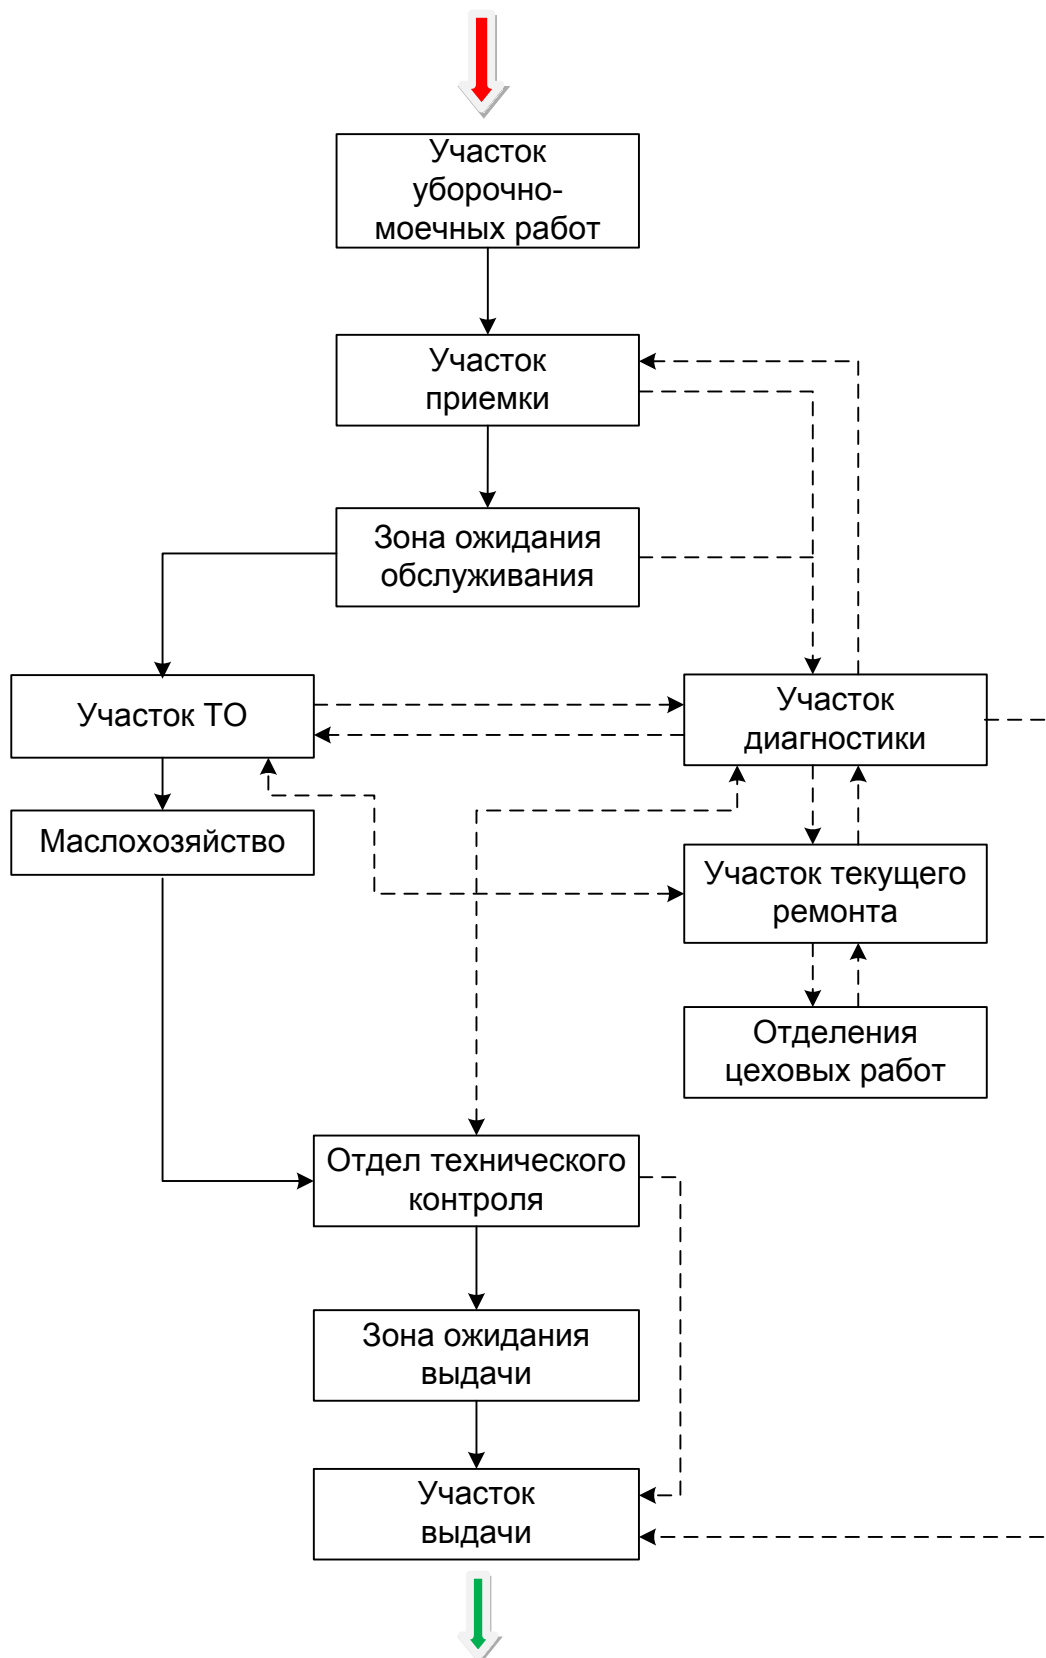 Участок
уборочно-
моечных работ
Участок
приемки
Зона ожидания
обслуживания
Участок ТО
Участок
диагностики
Маслохозяйство
Участок текущего
ремонта
Отделения
цеховых работ
Отдел технического
контроля
Зона ожидания
выдачи
Участок
выдачи